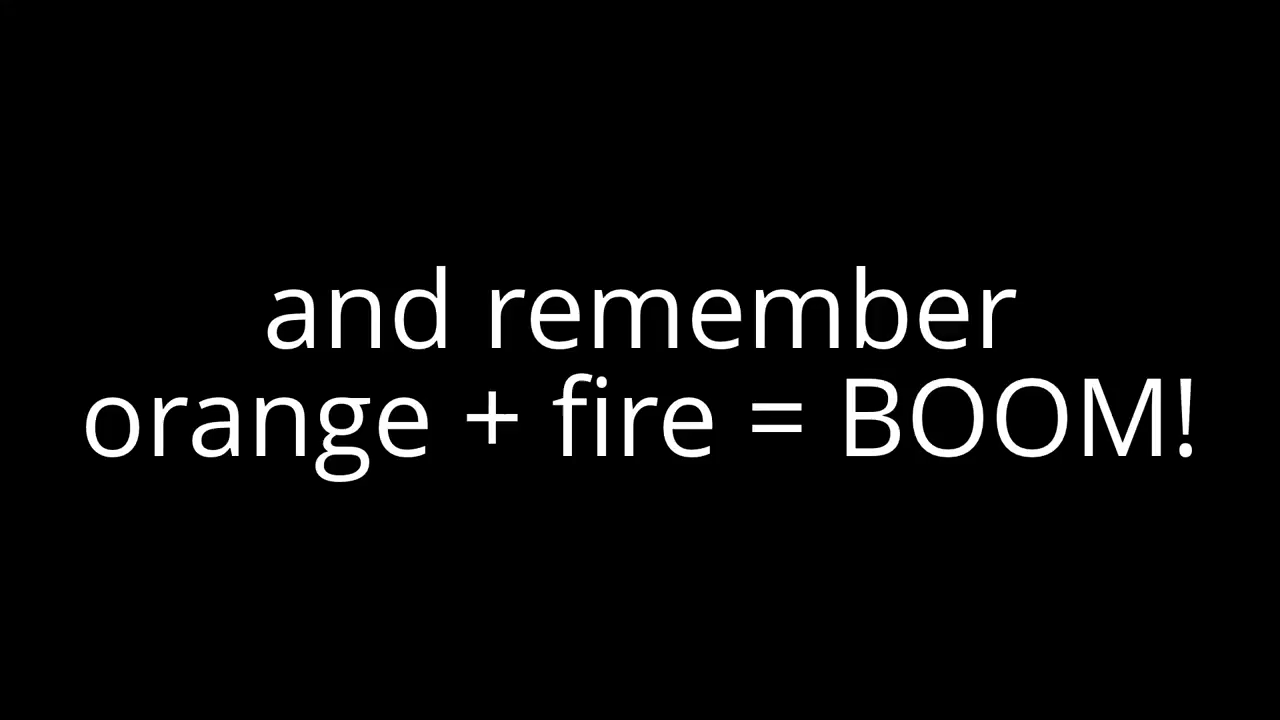 and remember
orange + fire = BOOM!